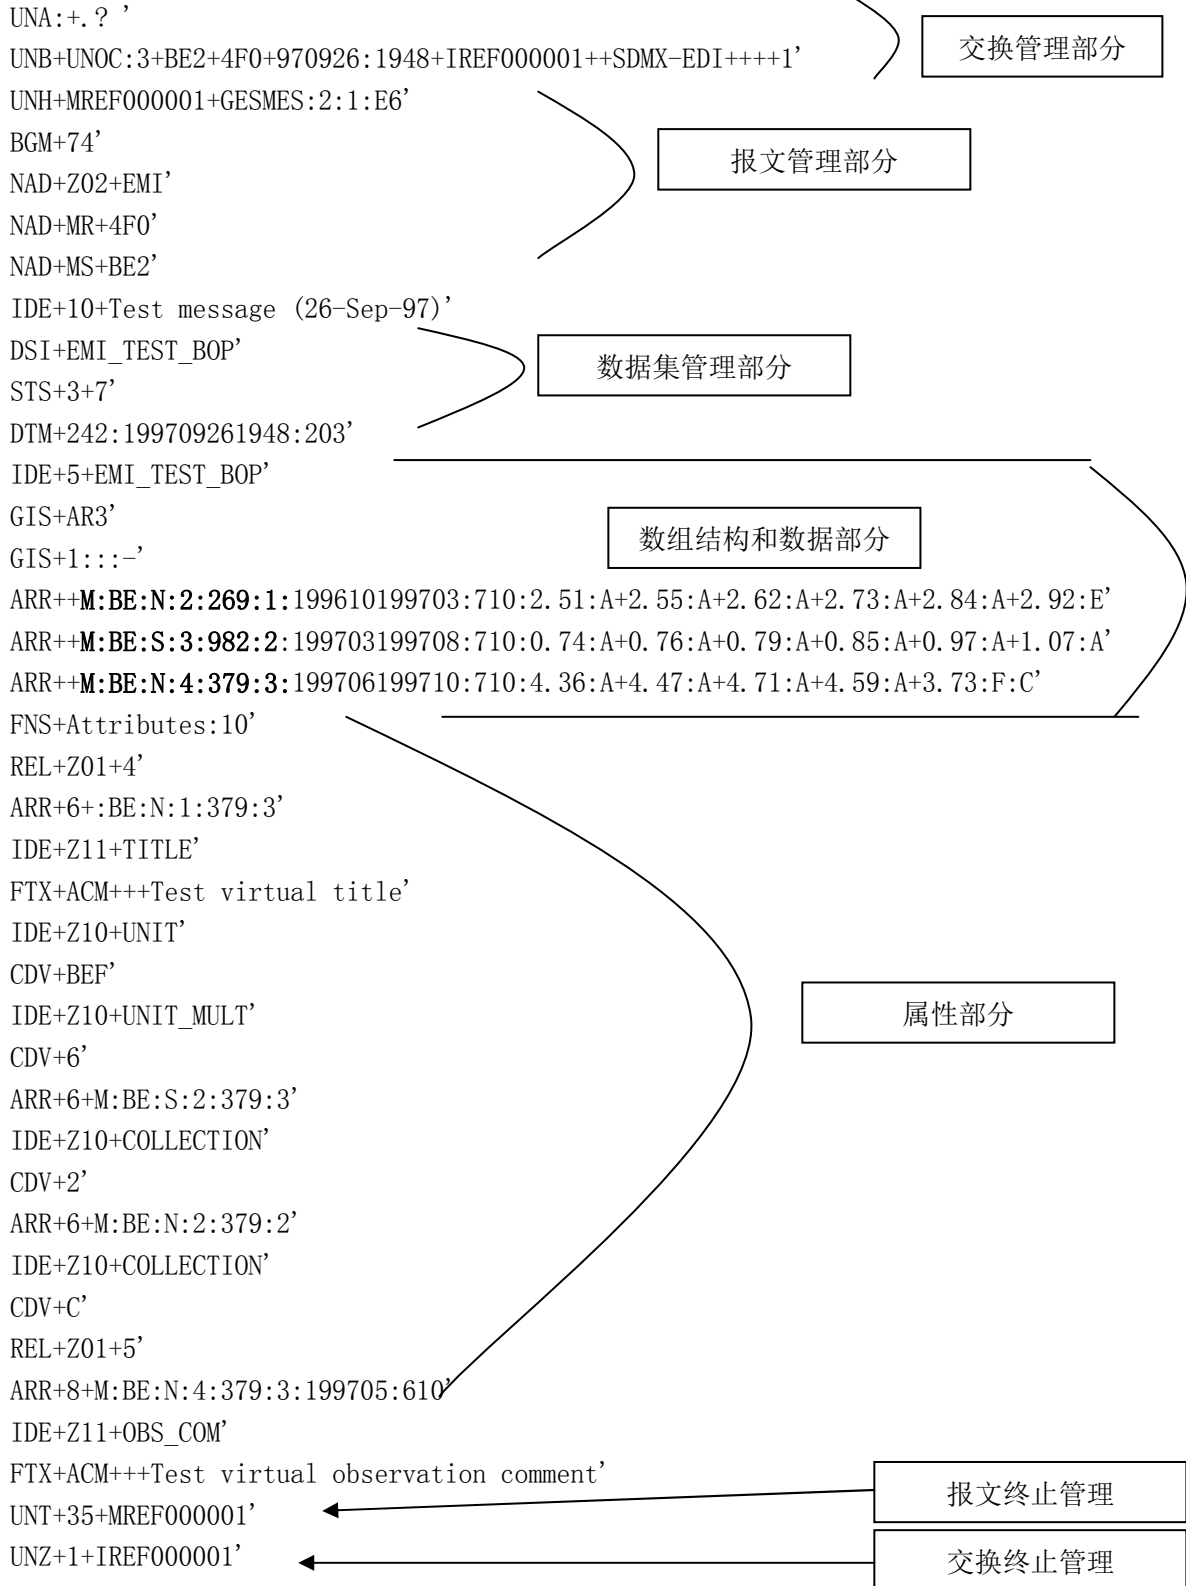 UNA:+.? ’
UNB+UNOC:3+BE2+4F0+970926:1948+IREF000001++SDMX-EDI++++1’
交换管理部分
UNH+MREF000001+GESMES:2:1:E6’
BGM+74’
报文管理部分
NAD+Z02+EMI’
NAD+MR+4F0’
NAD+MS+BE2’
IDE+10+Test message (26-Sep-97)’
DSI+EMI_TEST_BOP’
数据集管理部分
STS+3+7’
DTM+242:199709261948:203’
IDE+5+EMI_TEST_BOP’
GIS+AR3’
数组结构和数据部分
GIS+1:::-’
ARR++M:BE:N:2:269:1:199610199703:710:2.51:A+2.55:A+2.62:A+2.73:A+2.84:A+2.92:E’
ARR++M:BE:S:3:982:2:199703199708:710:0.74:A+0.76:A+0.79:A+0.85:A+0.97:A+1.07:A’
ARR++M:BE:N:4:379:3:199706199710:710:4.36:A+4.47:A+4.71:A+4.59:A+3.73:F:C’
FNS+Attributes:10’
REL+Z01+4’
ARR+6+:BE:N:1:379:3’
IDE+Z11+TITLE’
FTX+ACM+++Test virtual title’
IDE+Z10+UNIT’
CDV+BEF’
IDE+Z10+UNIT_MULT’
属性部分
CDV+6’
ARR+6+M:BE:S:2:379:3’
IDE+Z10+COLLECTION’
CDV+2’
ARR+6+M:BE:N:2:379:2’
IDE+Z10+COLLECTION’
CDV+C’
REL+Z01+5’
ARR+8+M:BE:N:4:379:3:199705:610’
IDE+Z11+OBS_COM’
FTX+ACM+++Test virtual observation comment’
报文终止管理
UNT+35+MREF000001’
UNZ+1+IREF000001’
交换终止管理